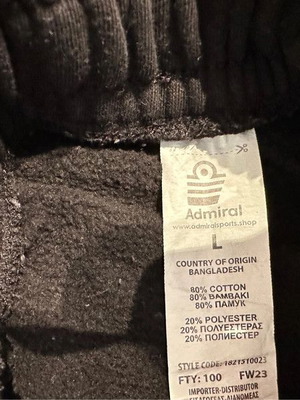 Admiral
www.admiralsports.shop
L
COUNTRY OF ORIGIN
BANGLADESH
80% COTTON
80% ΒΑΜΒΑΚΙ
80% ПАМУК
20% POLYESTER
20% ΠΟΛΥΕΣΤΕΡΑΣ
20% ПОЛИЕСТЕР
STYLE CODE: 1821510023
FTY: 100 FW23
IMPORTER-DISTRIBUTOR